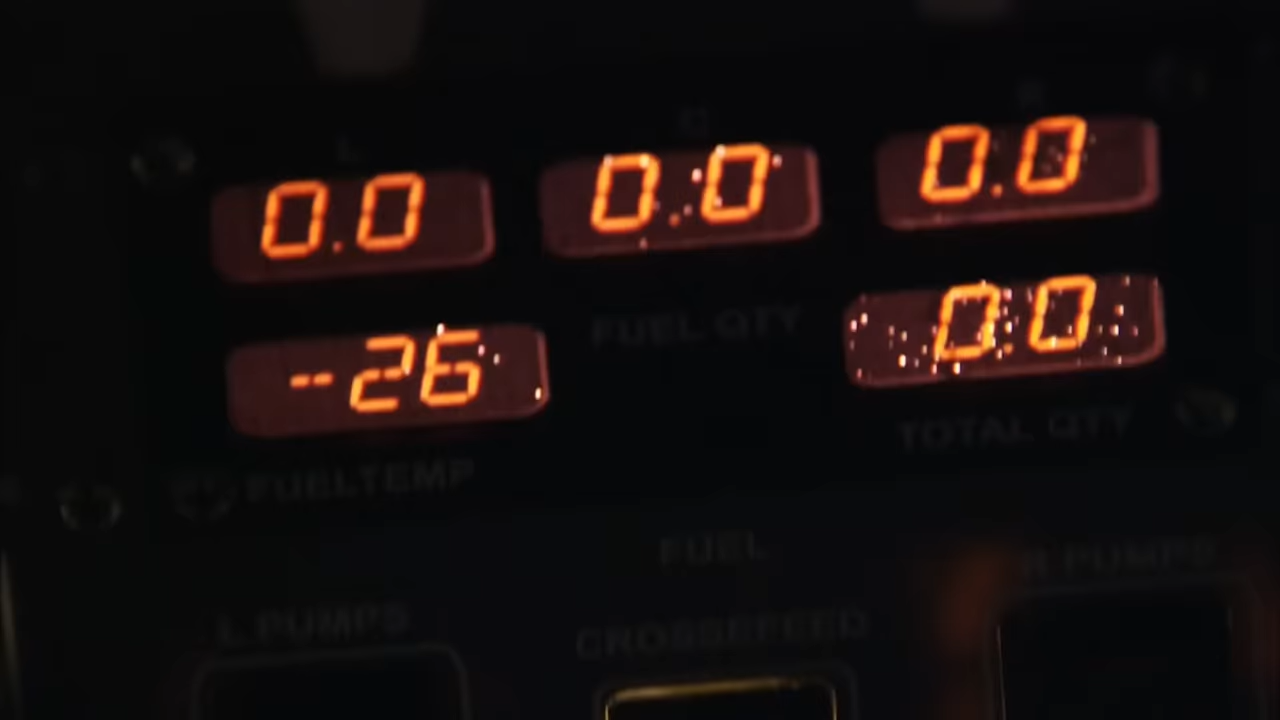 L C R
0.0 0.0 0.0
FUEL QTY
-26 0.0
TOTAL QTY
FUEL TEMP
FUEL
L PUMPS CROSSFEED R PUMPS